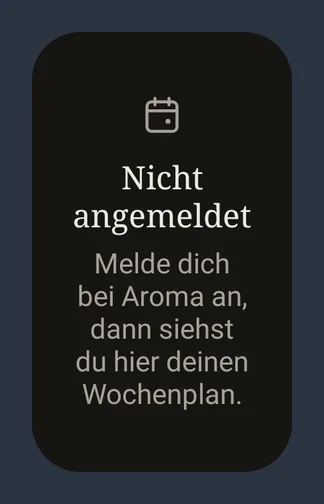 Nicht
angemeldet
Melde dich
bei Aroma an,
dann siehst
du hier deinen
Wochenplan.